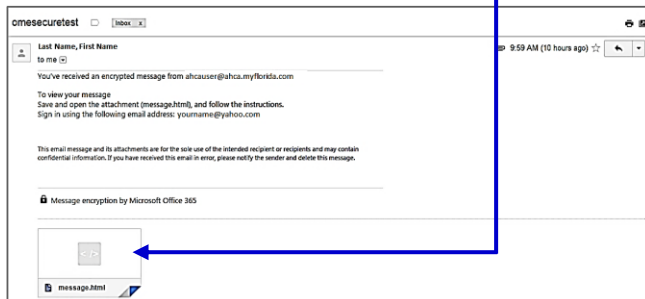 omesecuretest Inbox x
Last Name, First Name
to me
9:59 AM (10 hours ago)
You've received an encrypted message from ahcauser@ahca.myflorida.com
To view your message
Save and open the attachment (message.html), and follow the instructions.
Sign in using the following email address: yourname@yahoo.com
This email message and its attachments are for the sole use of the intended recipient or recipients and may contain
confidential information. If you have received this email in error, please notify the sender and delete this message.
Message encryption by Microsoft Office 365
</>
message.html